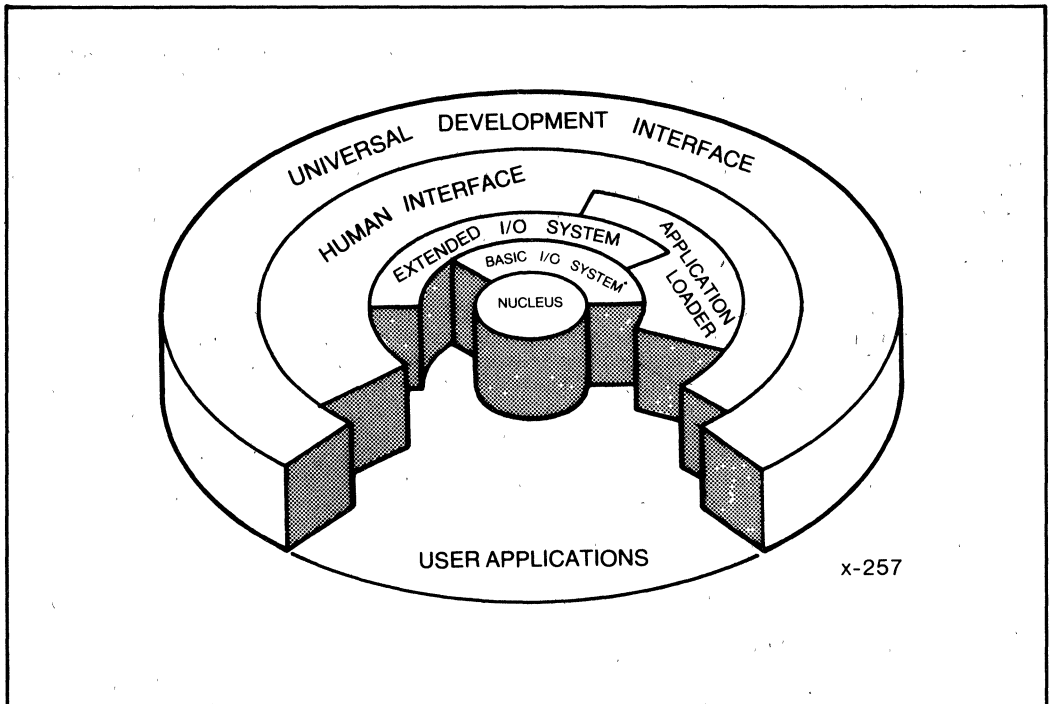 UNIVERSAL DEVELOPMENT INTERFACE
HUMAN INTERFACE
EXTENDED I/O SYSTEM
APPLICATION
LOADER
BASIC I/O SYSTEM
NUCLEUS
USER APPLICATIONS
x-257